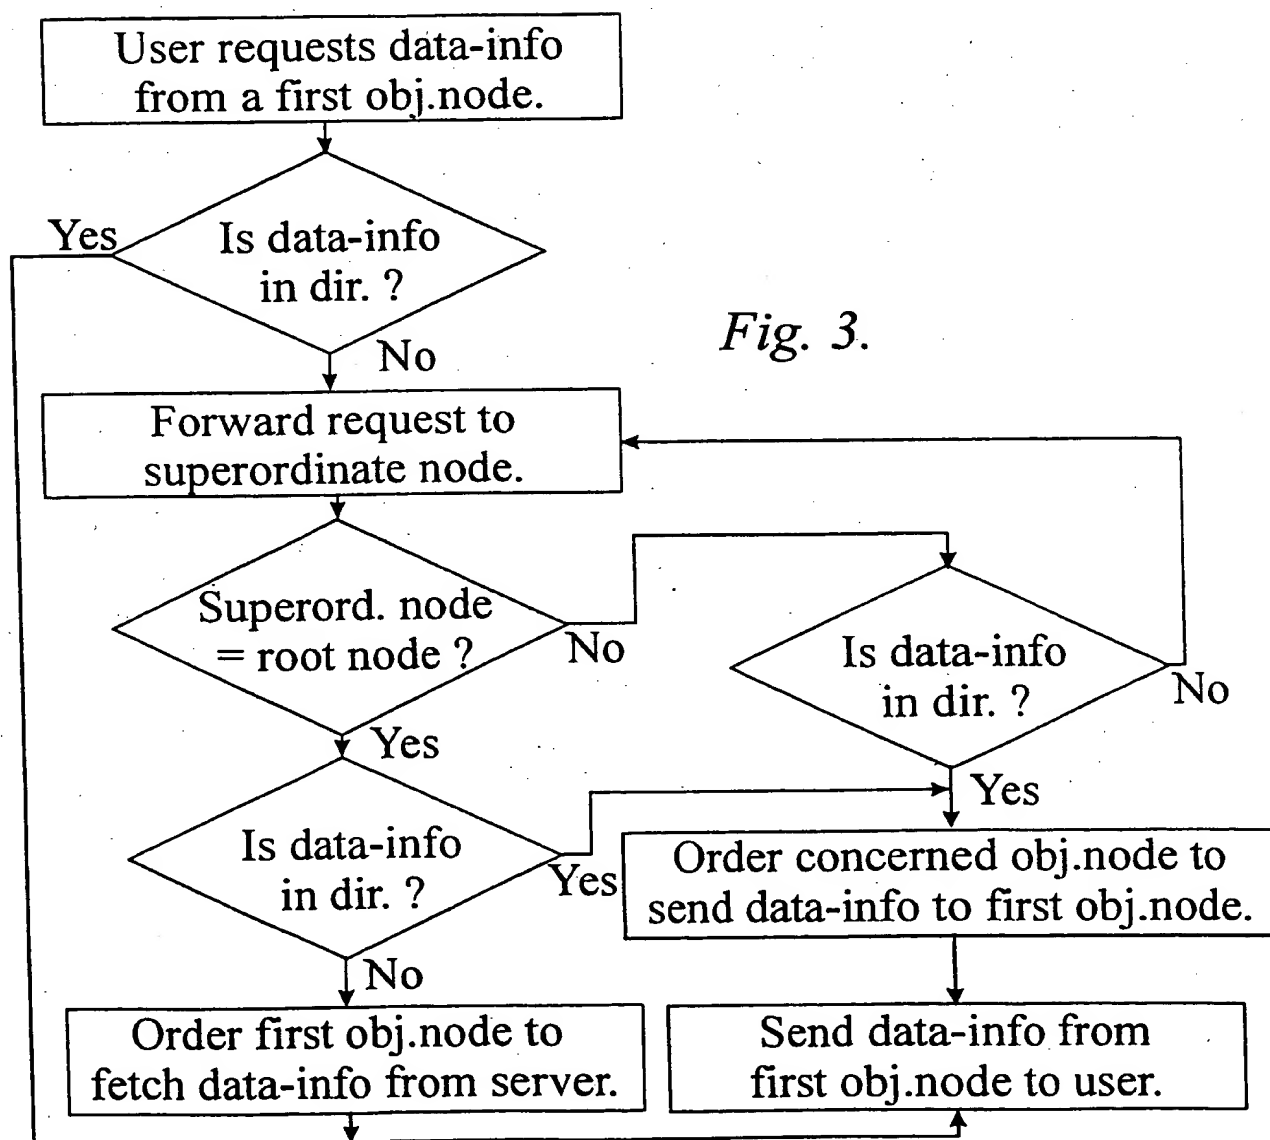 User requests data-info
from a first obj.node.
Yes
Is data-info
in dir. ?
Fig. 3.
No
Forward request to
superordinate node.
Superord. node
= root node ?
No
Is data-info
in dir. ?
No
Yes
Yes
Is data-info
in dir. ?
Yes
Order concerned obj.node to
send data-info to first obj.node.
No
Order first obj.node to
fetch data-info from server.
Send data-info from
first obj.node to user.